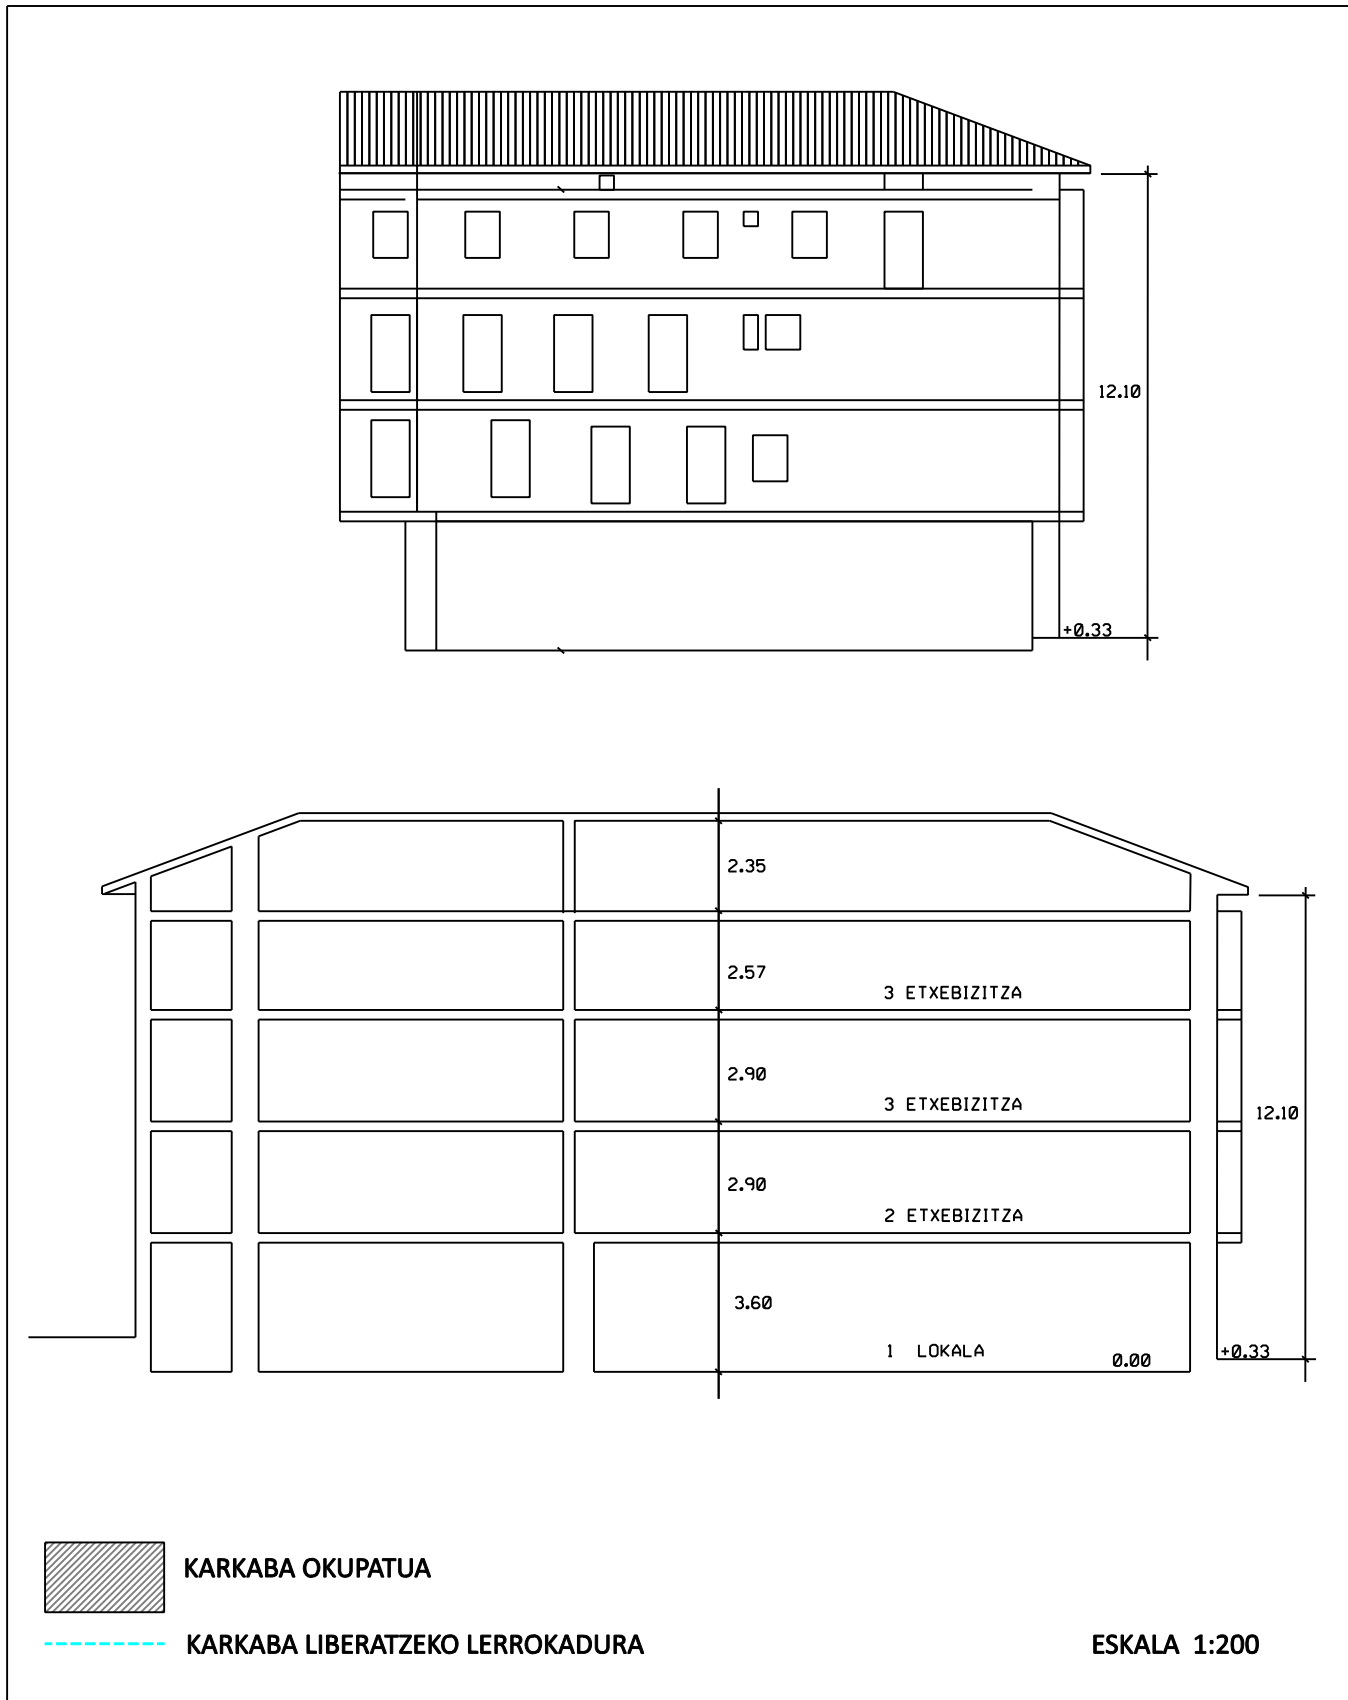 12.10
+0.33
2.35
2.57
3 ETXEBIZITZA
2.90
3 ETXEBIZITZA
12.10
2.90
2 ETXEBIZITZA
3.60
1 LOKALA
0.00
+0.33
KARKABA OKUPATUA
KARKABA LIBERATZEKO LERROKADURA
ESKALA 1:200